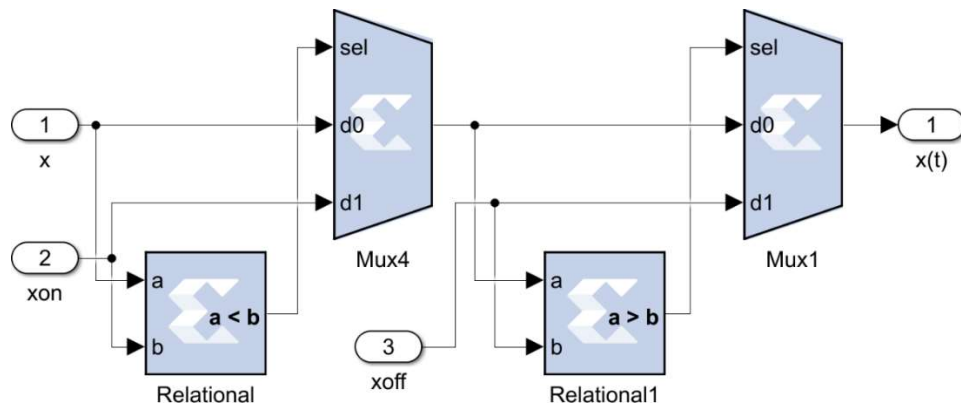 sel
sel
1
x
d0
d0
1
x(t)
d1
d1
2
xon
Mux4
Mux1
a
a < b
b
a
a > b
b
3
xoff
Relational
Relational1